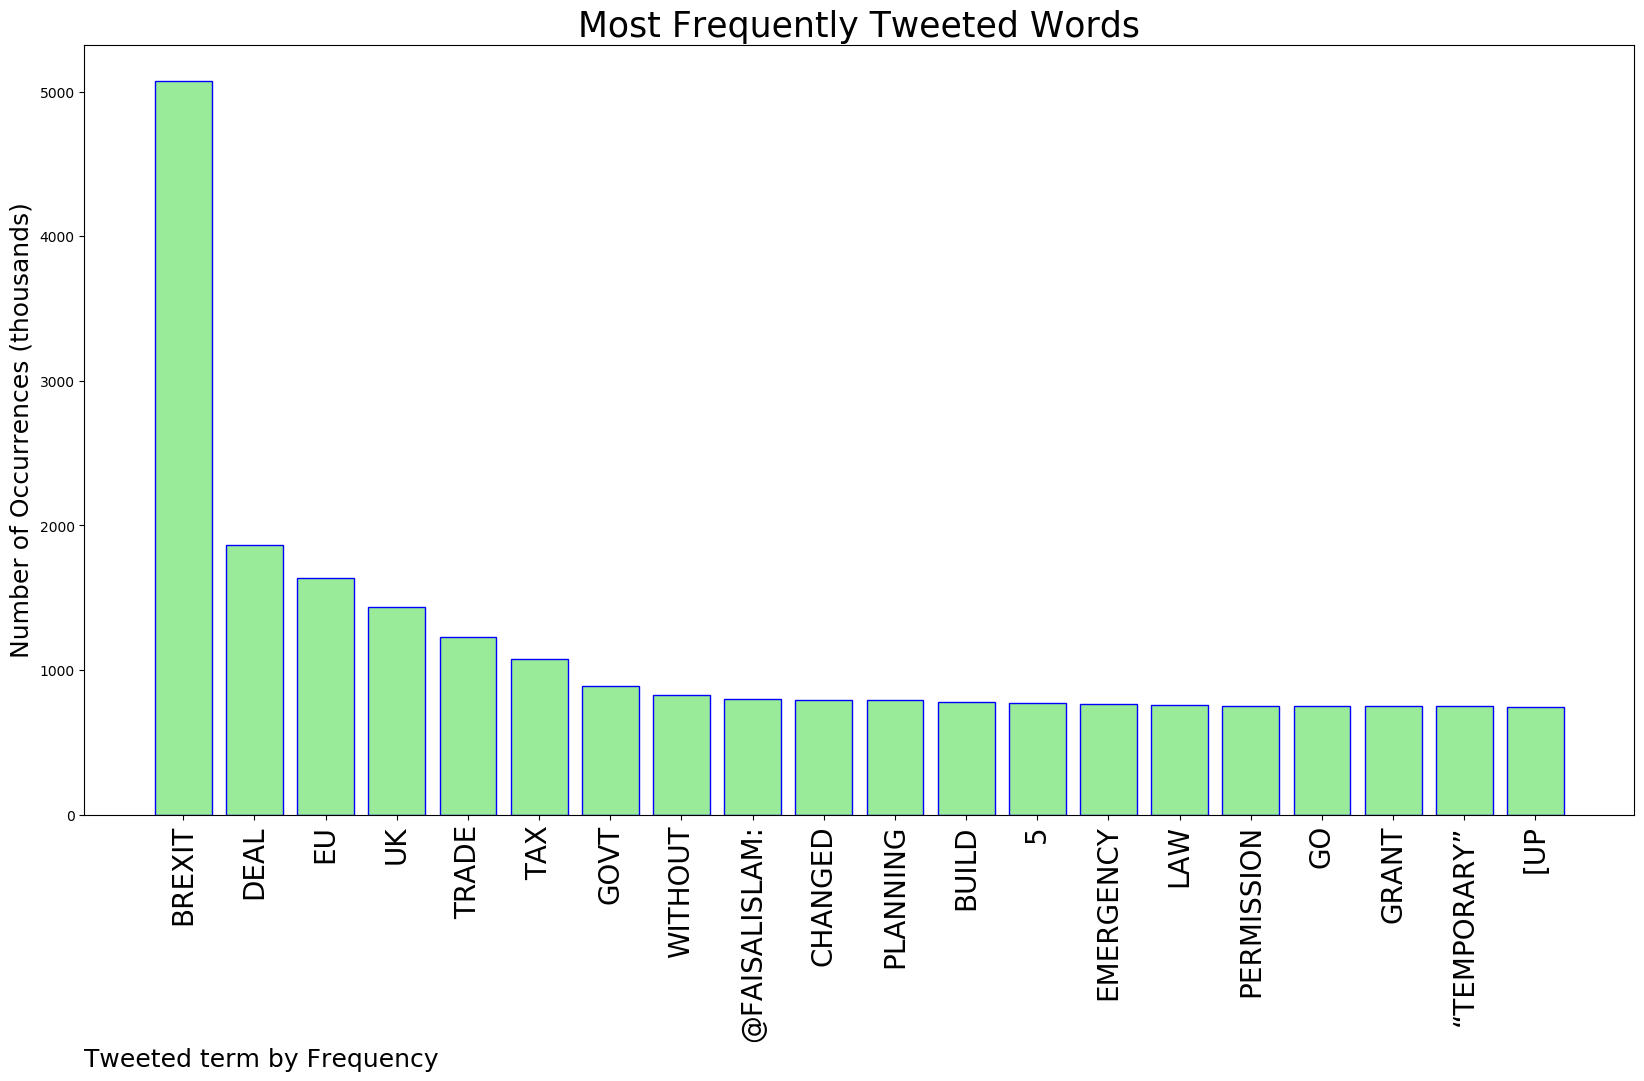 Most Frequently Tweeted Words
Number of Occurrences (thousands)
5000
4000
3000
2000
1000
0
BREXIT
DEAL
EU
UK
TRADE
TAX
GOVT
WITHOUT
@FAISALISLAM:
CHANGED
PLANNING
BUILD
5
EMERGENCY
LAW
PERMISSION
GO
GRANT
“TEMPORARY”
[UP
Tweeted term by Frequency